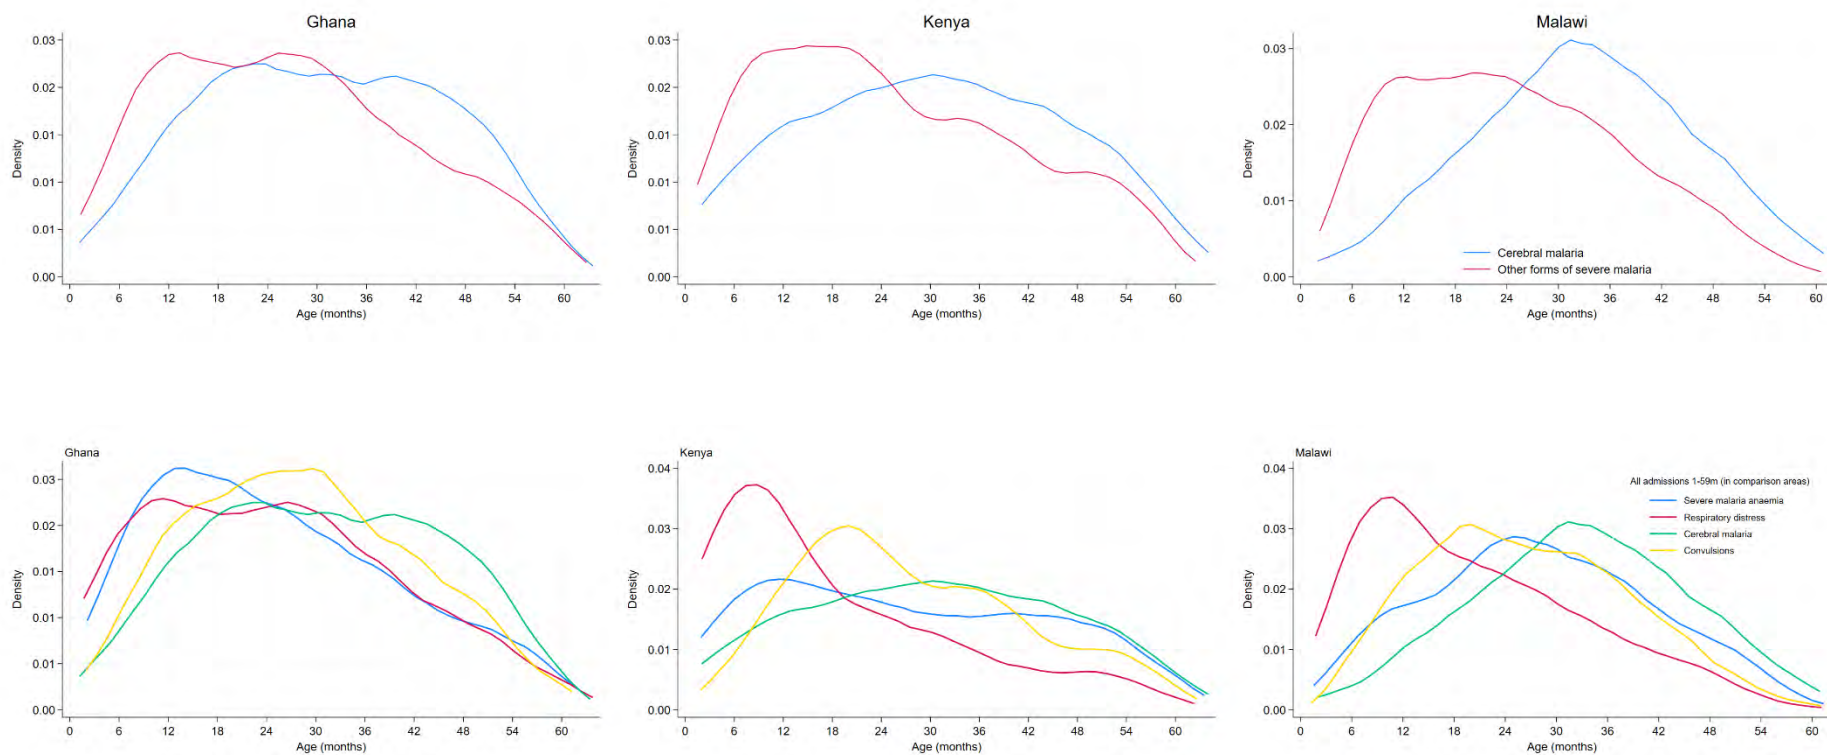 Ghana
Kenya
Malawi
0.03
0.02
0.01
0.01
0.01
0.00
Density
0 6 12 18 24 30 36 42 48 54 60
Age (months)
0.03
0.02
0.01
0.01
0.01
0.00
Density
0 6 12 18 24 30 36 42 48 54 60
Age (months)
0.03
0.02
0.01
0.00
Density
0 6 12 18 24 30 36 42 48 54 60
Age (months)
Cerebral malaria
Other forms of severe malaria
Ghana
0.03
0.02
0.01
0.01
0.01
0.00
Density
0 6 12 18 24 30 36 42 48 54 60
Age (months)
Kenya
0.04
0.03
0.02
0.01
0.00
Density
0 6 12 18 24 30 36 42 48 54 60
Age (months)
Malawi
0.04
0.03
0.02
0.01
0.00
Density
0 6 12 18 24 30 36 42 48 54 60
Age (months)
All admissions 1-59m (in comparison areas)
Severe malaria anaemia
Respiratory distress
Cerebral malaria
Convulsions